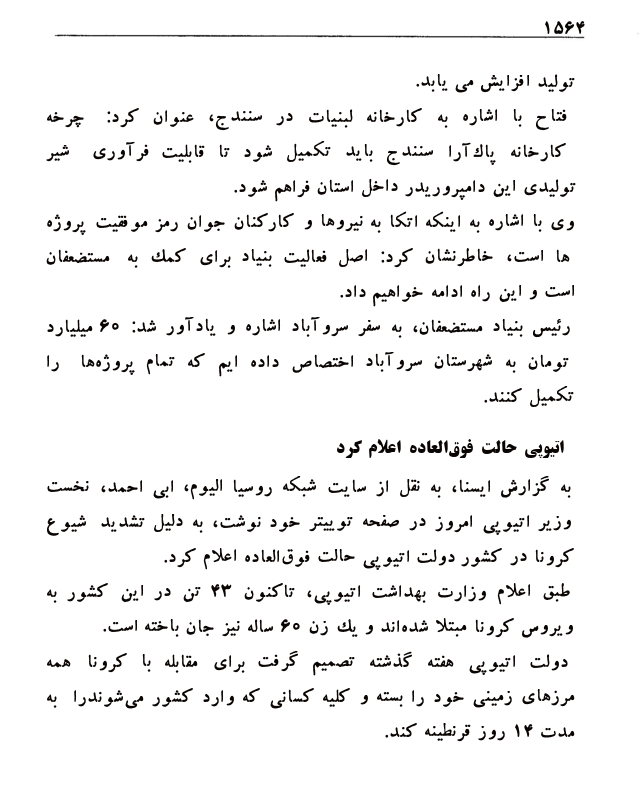 ۱۵۶۴
تولید افزایش می یابد.
فتاح با اشاره به کارخانه لبنیات در سنندج، عنوان کرد: چرخه
کارخانه پاك‌آرا سنندج باید تکمیل شود تا قابلیت فرآوری شیر
تولیدی این دامپروریدر داخل استان فراهم شود.
وی با اشاره به اینکه اتکا به نیروها و کارکنان جوان رمز موفقیت پروژه
ها است، خاطرنشان کرد: اصل فعالیت بنیاد برای کمك به مستضعفان
است و این راه ادامه خواهیم داد.
رئیس بنیاد مستضعفان، به سفر سروآباد اشاره و یادآور شد: ۶۰ میلیارد
تومان به شهرستان سروآباد اختصاص داده ایم که تمام پروژه‌ها را
تکمیل کنند.
اتیوپی حالت فوق‌العاده اعلام کرد
به گزارش ایسنا، به نقل از سایت شبکه روسیا الیوم، ابی احمد، نخست
وزیر اتیوپی امروز در صفحه توییتر خود نوشت، به دلیل تشدید شیوع
کرونا در کشور دولت اتیوپی حالت فوق‌العاده اعلام کرد.
طبق اعلام وزارت بهداشت اتیوپی، تاکنون ۴۳ تن در این کشور به
ویروس کرونا مبتلا شده‌اند و یك زن ۶۰ ساله نیز جان باخته است.
دولت اتیوپی هفته گذشته تصمیم گرفت برای مقابله با کرونا همه
مرزهای زمینی خود را بسته و کلیه کسانی که وارد کشور می‌شوندرا به
مدت ۱۴ روز قرنطینه کند.